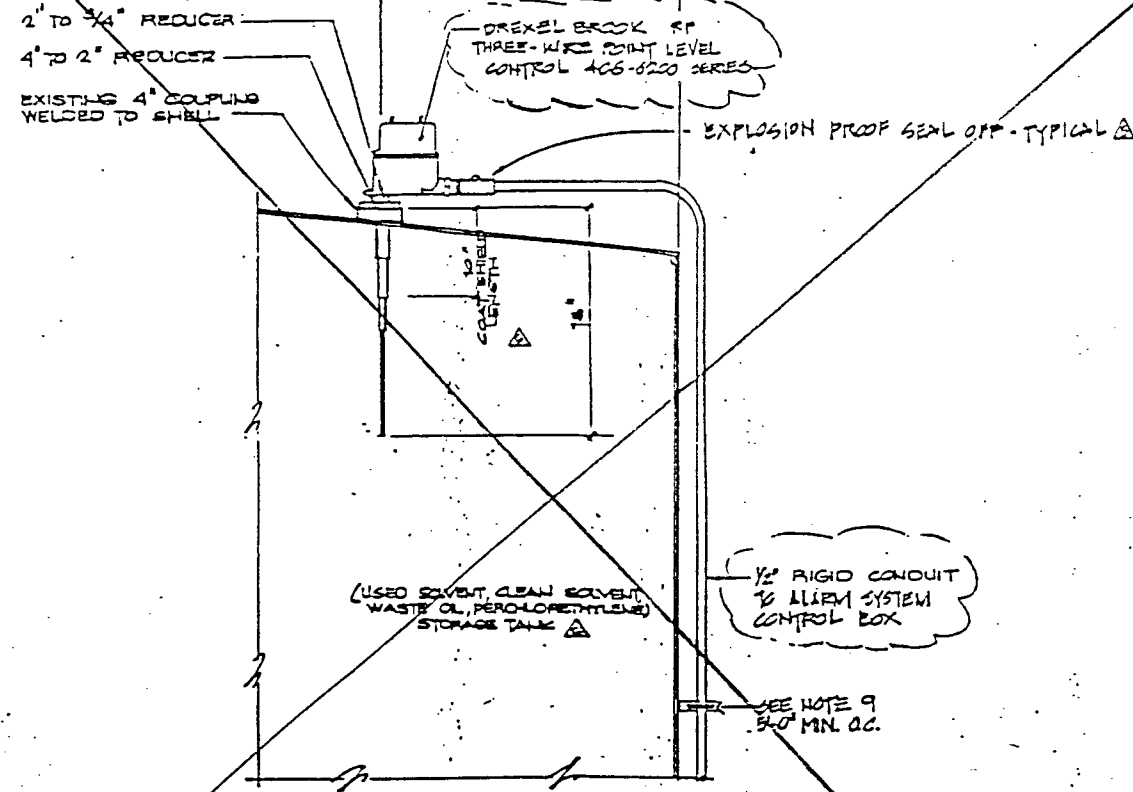 2" TO 3/4" REDUCER
4" TO 2" REDUCER
EXISTING 4" COUPLING
WELDED TO SHELL
DREXEL BROOK RF
THREE-WIRE POINT LEVEL
CONTROL SERIES
EXPLOSION PROOF SEAL OFF - TYPICAL
10"
COAT SHIELD
LENGTH
18"
(USED SOLVENT, CLEAN SOLVENT,
WASTE OIL, PERCHLORETHYLENE)
STORAGE TANK
1/2" RIGID CONDUIT
TO ALARM SYSTEM
CONTROL BOX
SEE NOTE 9
5'-0" MIN. O.C.